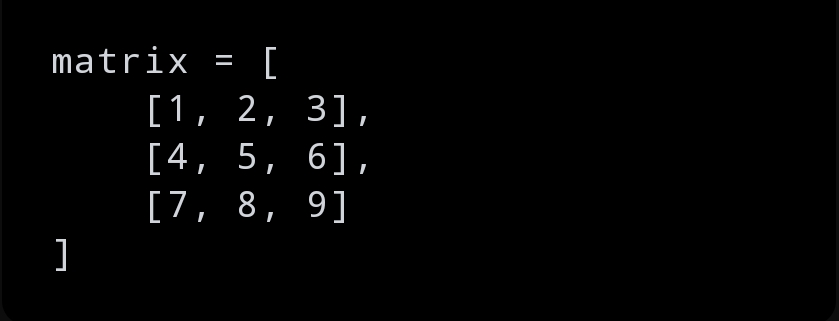 matrix = [
    [1, 2, 3],
    [4, 5, 6],
    [7, 8, 9]
]